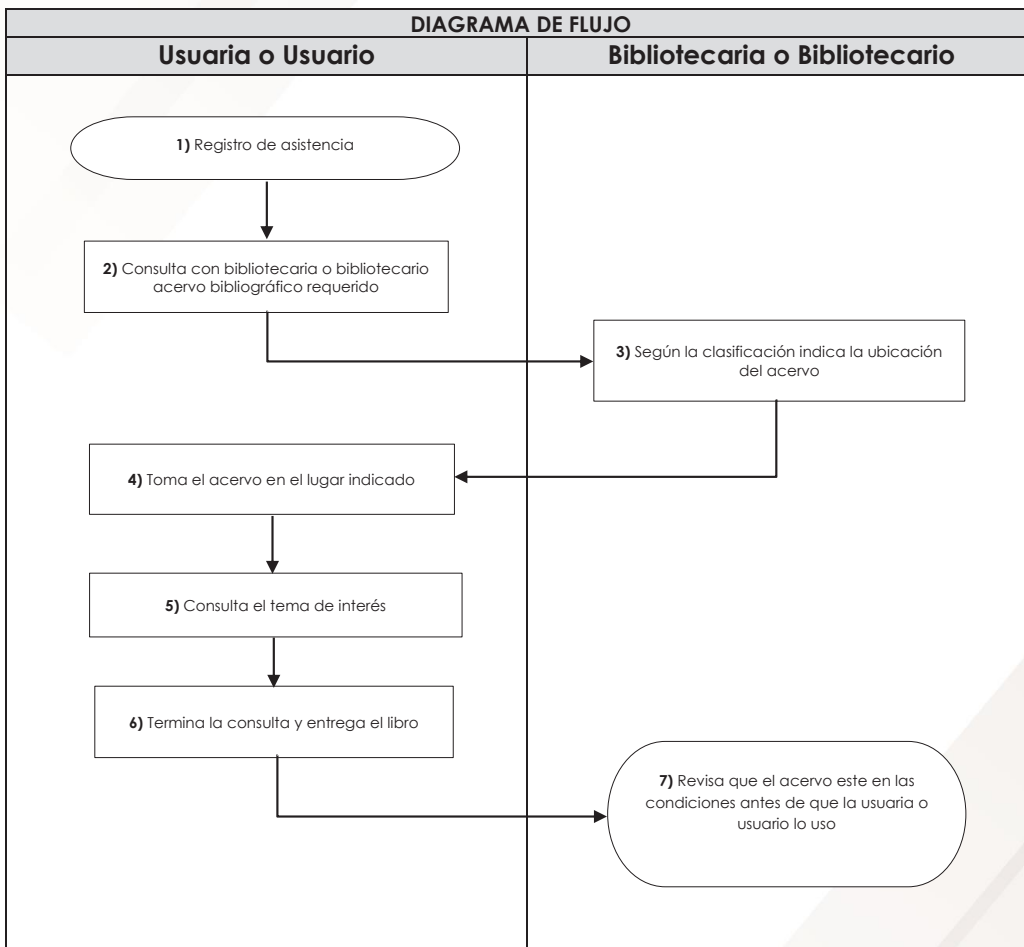 DIAGRAMA DE FLUJO
Usuaria o Usuario
Bibliotecaria o Bibliotecario
1) Registro de asistencia
2) Consulta con bibliotecaria o bibliotecario
acervo bibliográfico requerido
3) Según la clasificación indica la ubicación
del acervo
4) Toma el acervo en el lugar indicado
5) Consulta el tema de interés
6) Termina la consulta y entrega el libro
7) Revisa que el acervo este en las
condiciones antes de que la usuaria o
usuario lo uso